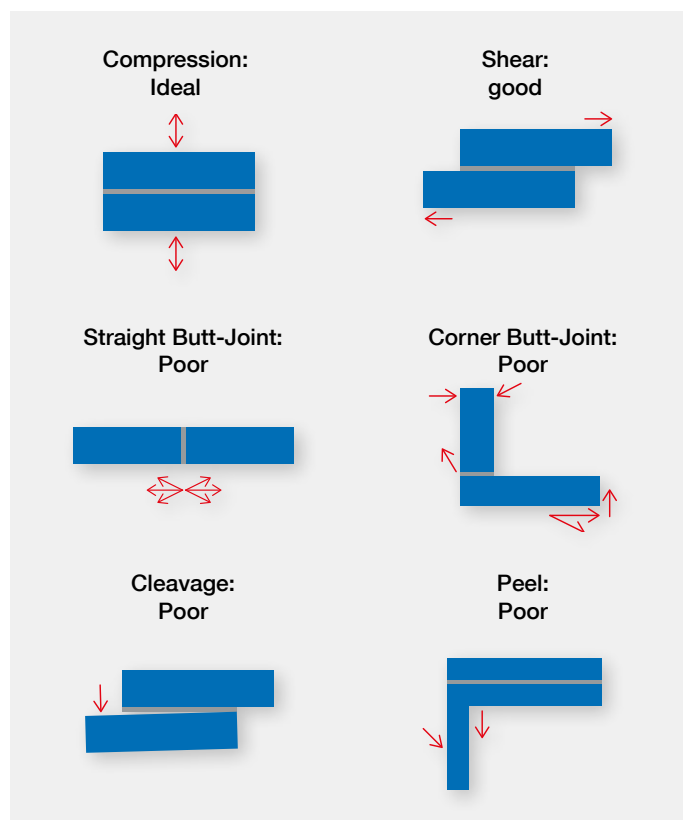 Compression:
Ideal
Shear:
good
Straight Butt-Joint:
Poor
Corner Butt-Joint:
Poor
Cleavage:
Poor
Peel:
Poor